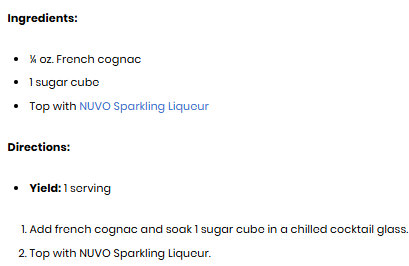 Ingredients:
¼ oz. French cognac
1 sugar cube
Top with NUVO Sparkling Liqueur
Directions:
Yield: 1 serving
1. Add french cognac and soak 1 sugar cube in a chilled cocktail glass.
2. Top with NUVO Sparkling Liqueur.